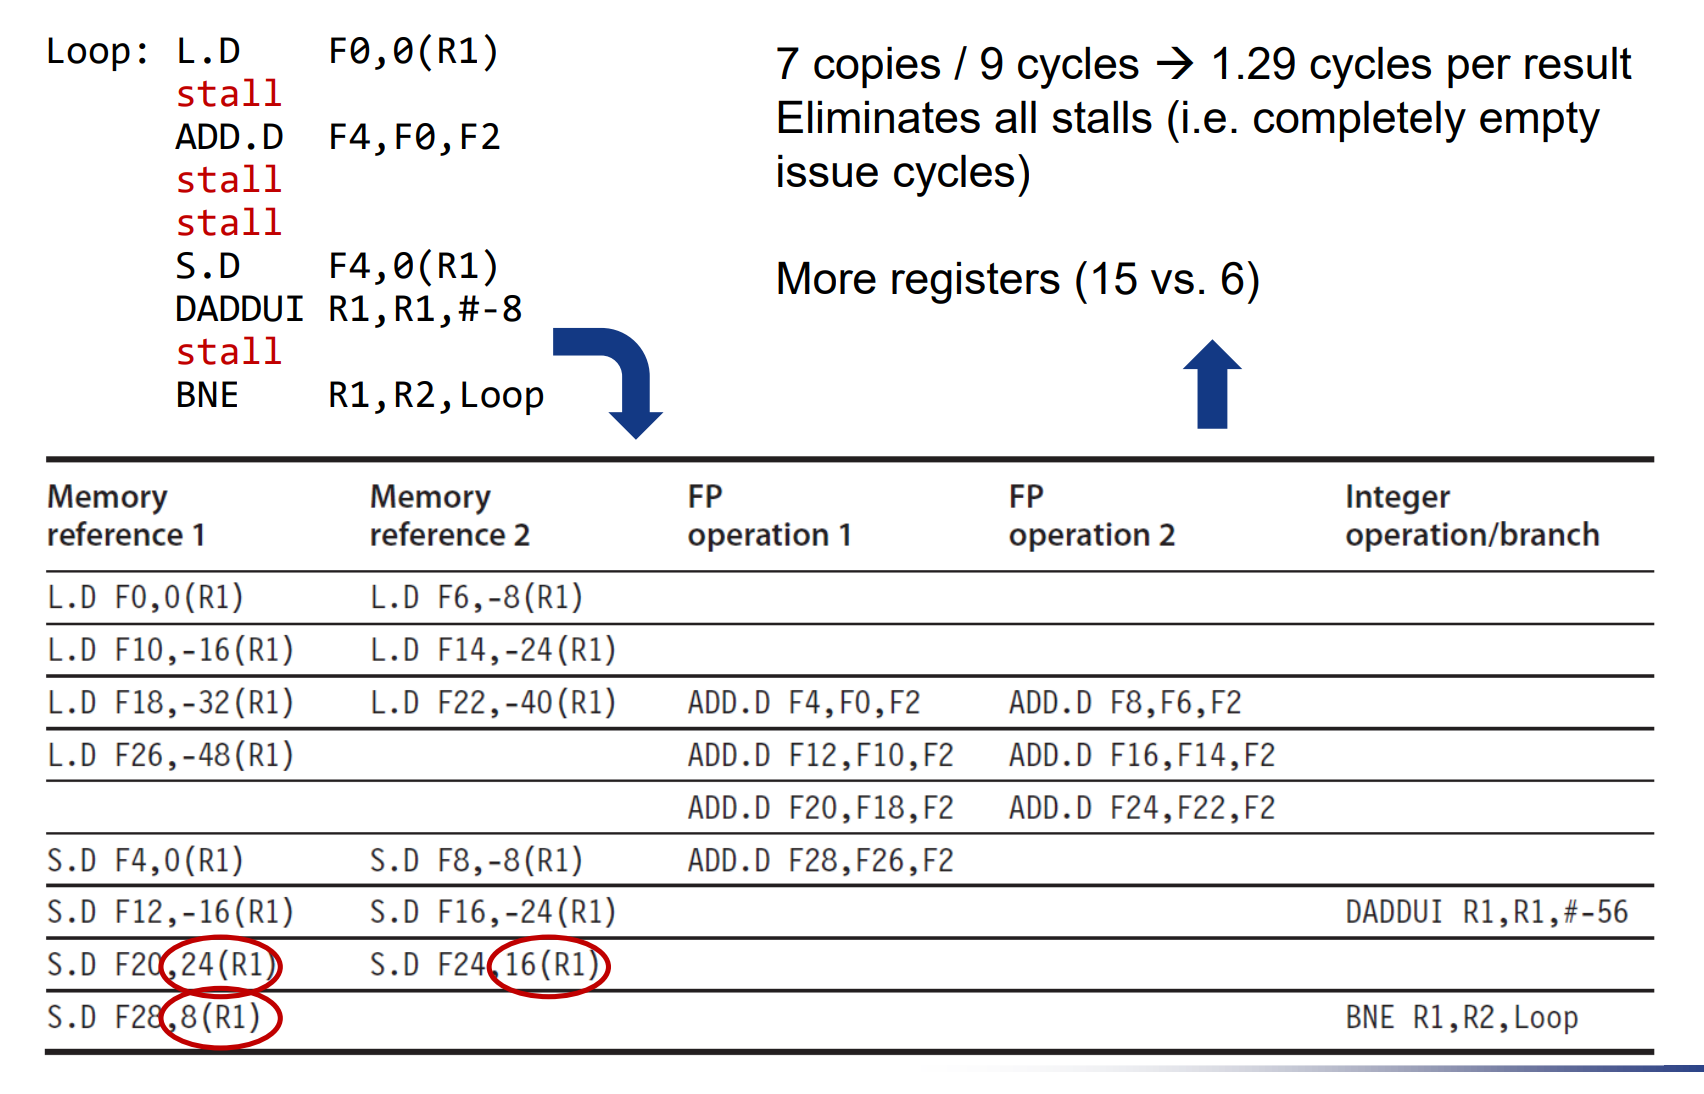 Loop: L.D F0,0(R1)
stall
ADD.D F4,F0,F2
stall
stall
S.D F4,0(R1)
DADDUI R1,R1,#-8
stall
BNE R1,R2,Loop
7 copies / 9 cycles → 1.29 cycles per result
Eliminates all stalls (i.e. completely empty
issue cycles)
More registers (15 vs. 6)
Memory reference 1 Memory reference 2 FP operation 1 FP operation 2 Integer operation/branch
L.D F0,0(R1) L.D F6,-8(R1)
L.D F10,-16(R1) L.D F14,-24(R1)
L.D F18,-32(R1) L.D F22,-40(R1) ADD.D F4,F0,F2 ADD.D F8,F6,F2
L.D F26,-48(R1) ADD.D F12,F10,F2 ADD.D F16,F14,F2
ADD.D F20,F18,F2 ADD.D F24,F22,F2
S.D F4,0(R1) S.D F8,-8(R1) ADD.D F28,F26,F2
S.D F12,-16(R1) S.D F16,-24(R1) DADDUI R1,R1,#-56
S.D F20,24(R1) S.D F24,16(R1)
S.D F28,8(R1) BNE R1,R2,Loop